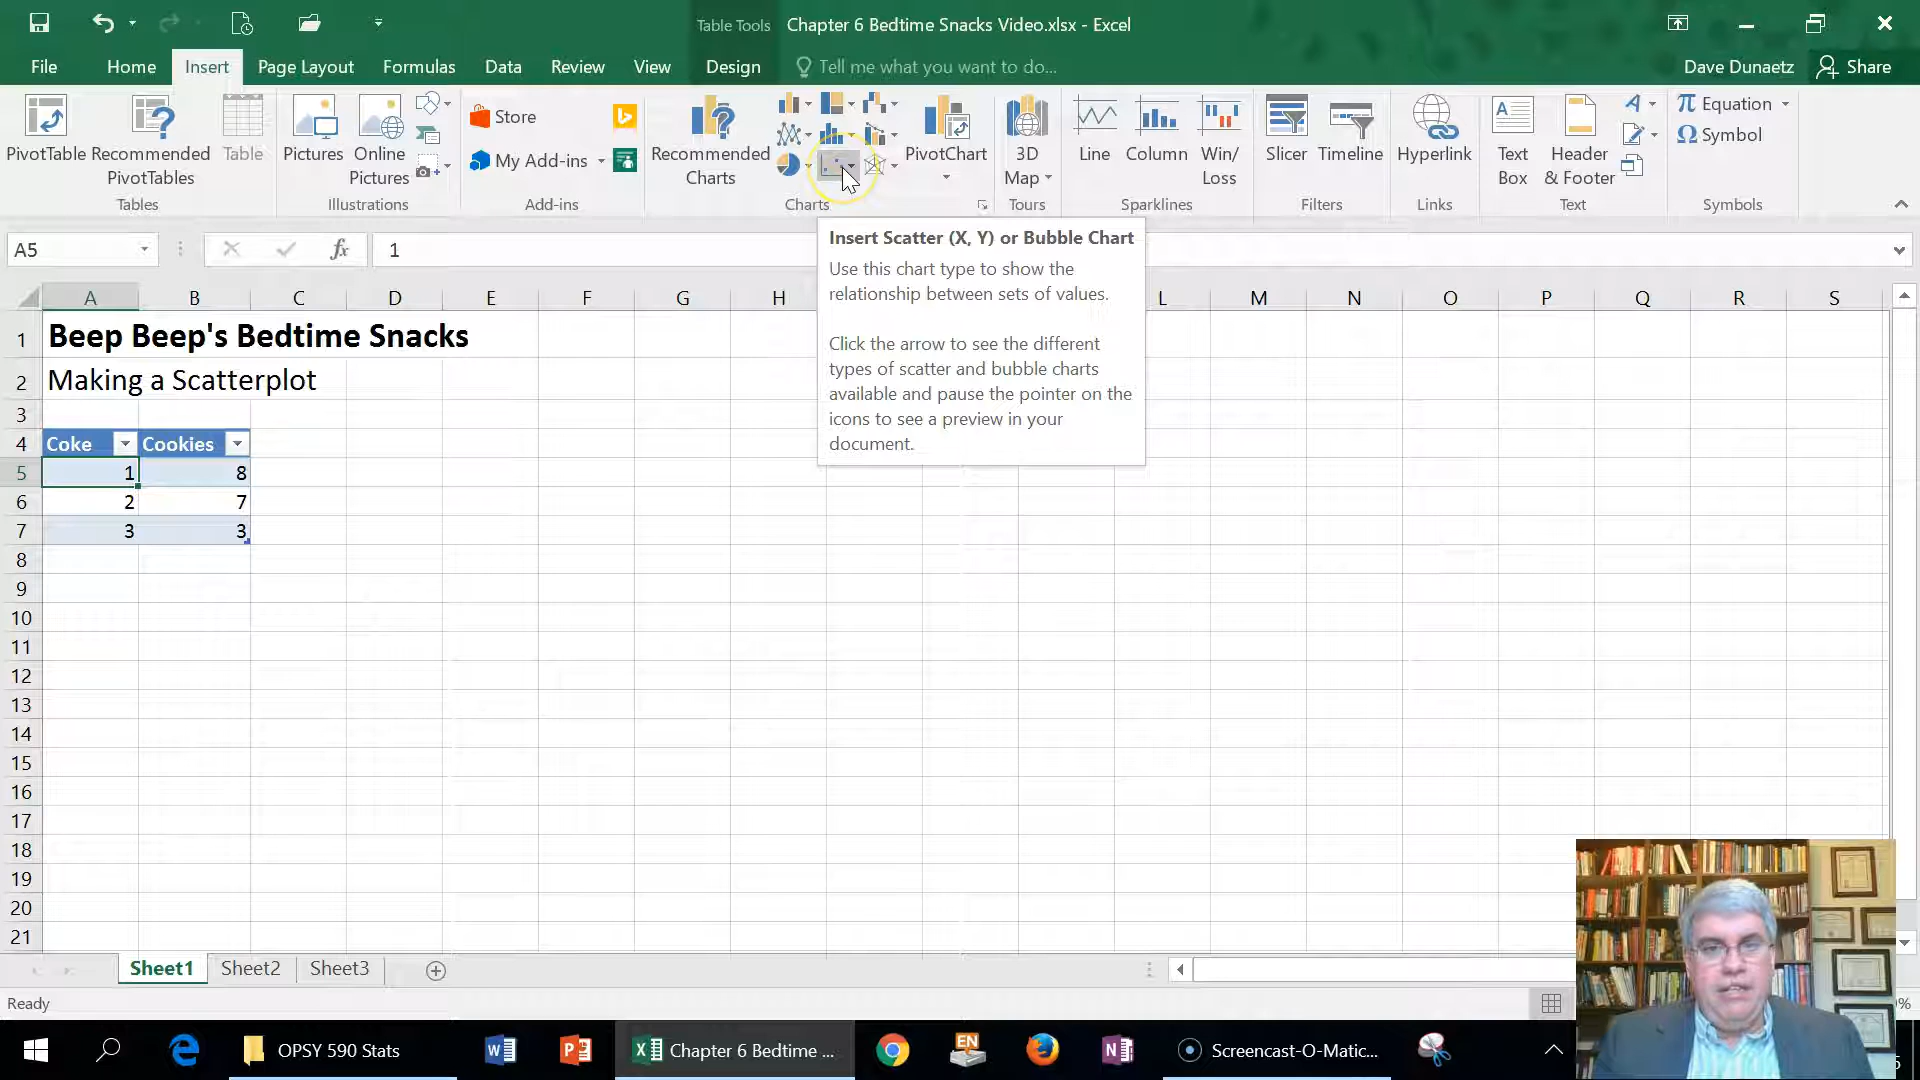 Table Tools
Chapter 6 Bedtime Snacks Video.xlsx - Excel
File Home Insert Page Layout Formulas Data Review View Design Tell me what you want to do... Dave Dunaetz Share
PivotTable
Recommended
PivotTables
Table
Tables
Pictures
Online
Pictures
Illustrations
Store
My Add-ins
Add-ins
Recommended
Charts
PivotChart
Charts
3D
Map
Tours
Line
Column
Win/
Loss
Sparklines
Slicer
Timeline
Filters
Hyperlink
Links
Text
Box
Header
& Footer
Text
Equation
Symbol
Symbols
A5
fx
1
Insert Scatter (X, Y) or Bubble Chart
Use this chart type to show the
relationship between sets of values.
Click the arrow to see the different
types of scatter and bubble charts
available and pause the pointer on the
icons to see a preview in your
document.
A B C D E F G H L M N O P Q R S
1 Beep Beep's Bedtime Snacks
2 Making a Scatterplot
3
4 Coke Cookies
5 1 8
6 2 7
7 3 3
8
9
10
11
12
13
14
15
16
17
18
19
20
21
Sheet1 Sheet2 Sheet3
Ready
OPSY 590 Stats
Chapter 6 Bedtime ...
EN
Screencast-O-Matic...